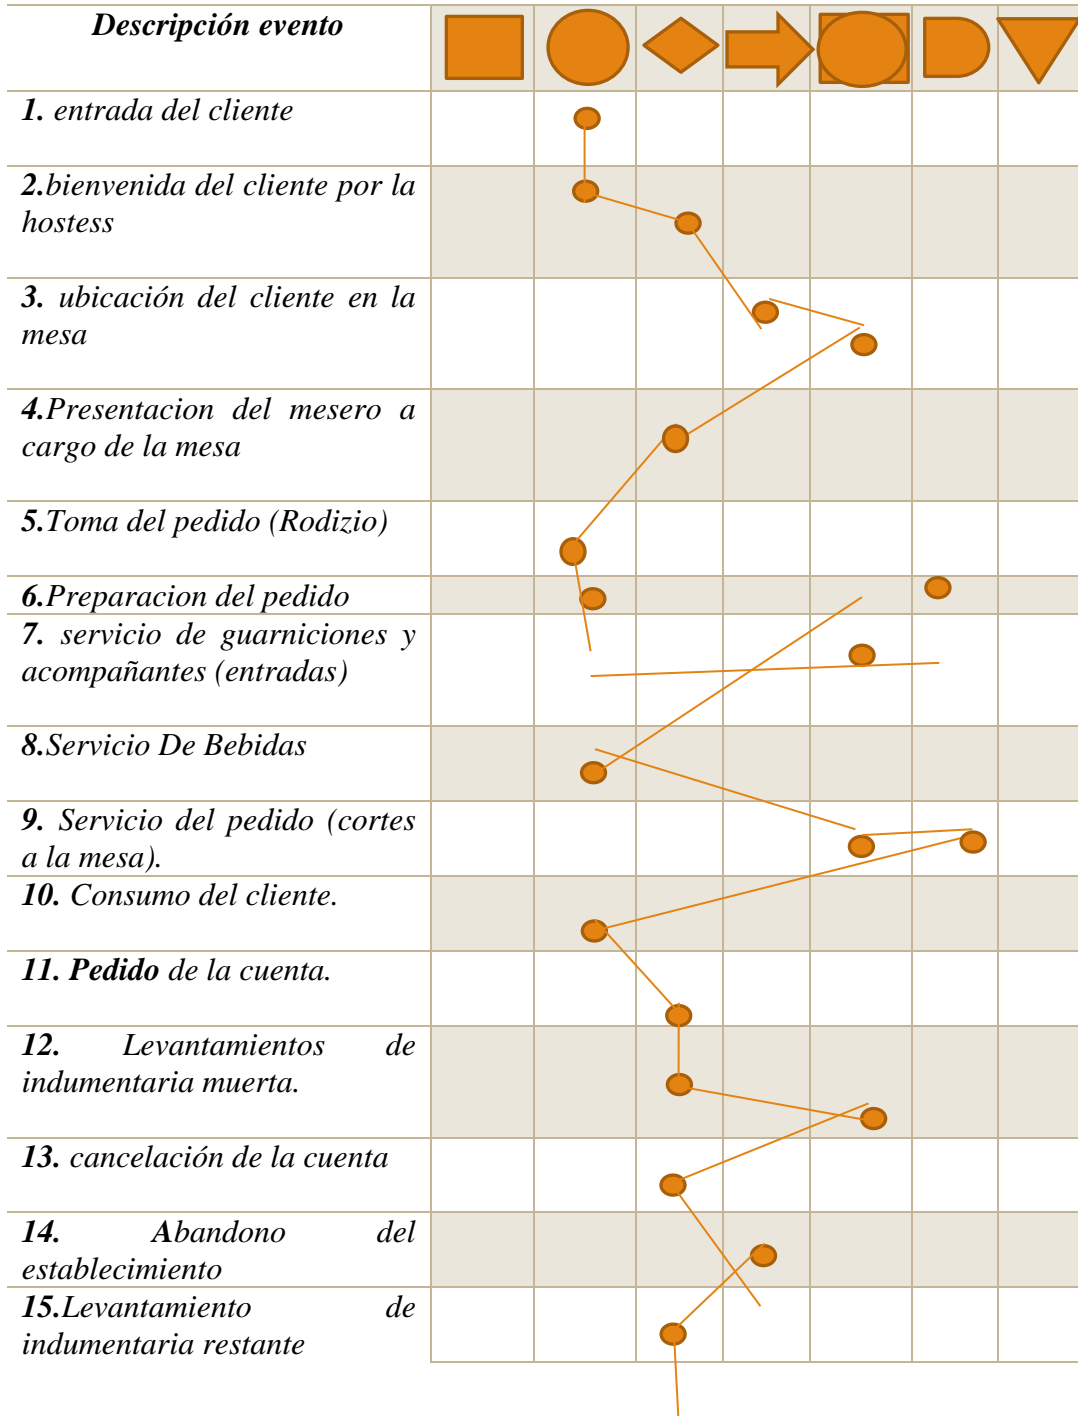 Descripción evento
1. entrada del cliente
2.bienvenida del cliente por la
hostess
3. ubicación del cliente en la
mesa
4.Presentacion del mesero a
cargo de la mesa
5.Toma del pedido (Rodizio)
6.Preparacion del pedido
7. servicio de guarniciones y
acompañantes (entradas)
8.Servicio De Bebidas
9. Servicio del pedido (cortes
a la mesa).
10. Consumo del cliente.
11. Pedido de la cuenta.
12. Levantamientos de
indumentaria muerta.
13. cancelación de la cuenta
14. Abandono del
establecimiento
15.Levantamiento de
indumentaria restante